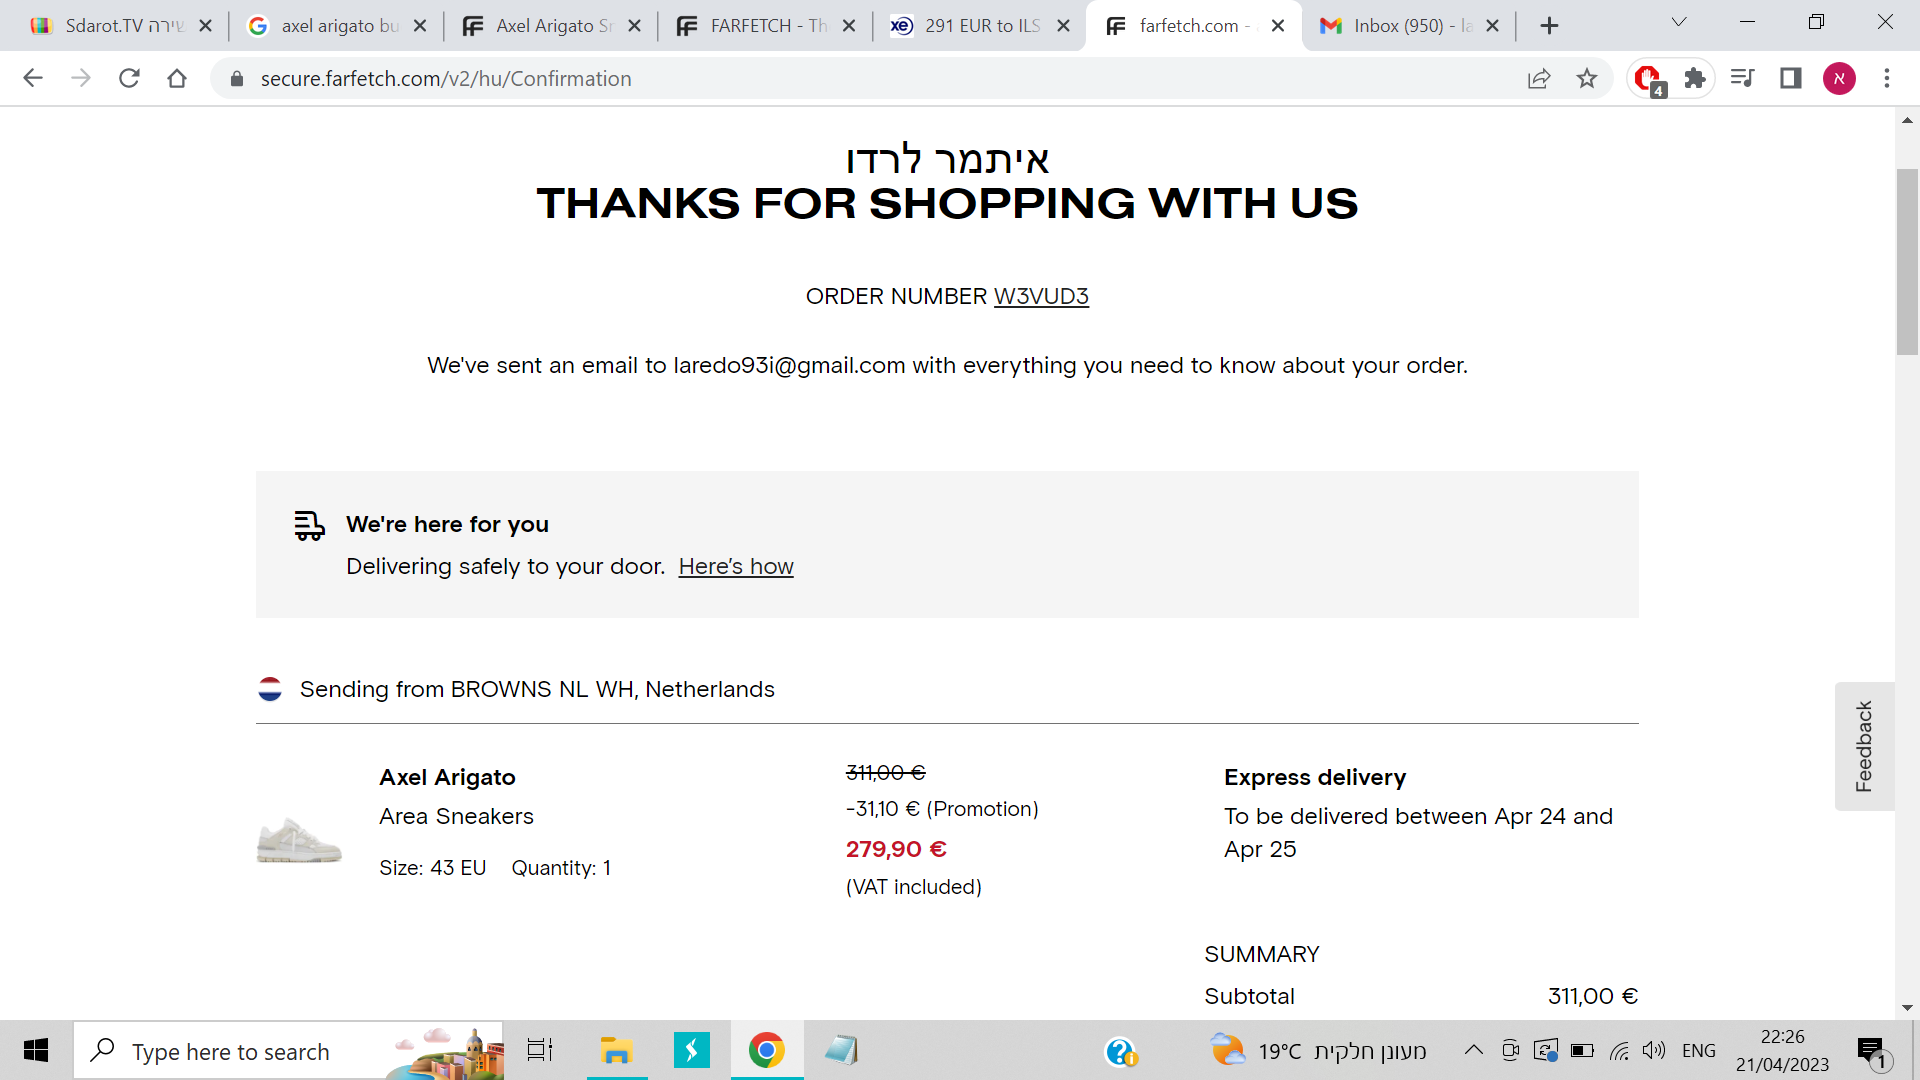 Sdarot.TV
axel arigato bu
Axel Arigato Sn
FARFETCH - Th
291 EUR to ILS
farfetch.com -
Inbox (950) - la
secure.farfetch.com/v2/hu/Confirmation
4
א
איתמר לרדו
THANKS FOR SHOPPING WITH US
ORDER NUMBER W3VUD3
We've sent an email to laredo93i@gmail.com with everything you need to know about your order.
We're here for you
Delivering safely to your door. Here's how
Sending from BROWNS NL WH, Netherlands
Axel Arigato
Area Sneakers
Size: 43 EU Quantity: 1
311,00 €
-31,10 € (Promotion)
279,90 €
(VAT included)
Express delivery
To be delivered between Apr 24 and
Apr 25
Feedback
SUMMARY
Subtotal 311,00 €
Type here to search
19°C מעונן חלקית
ENG
22:26
21/04/2023
1